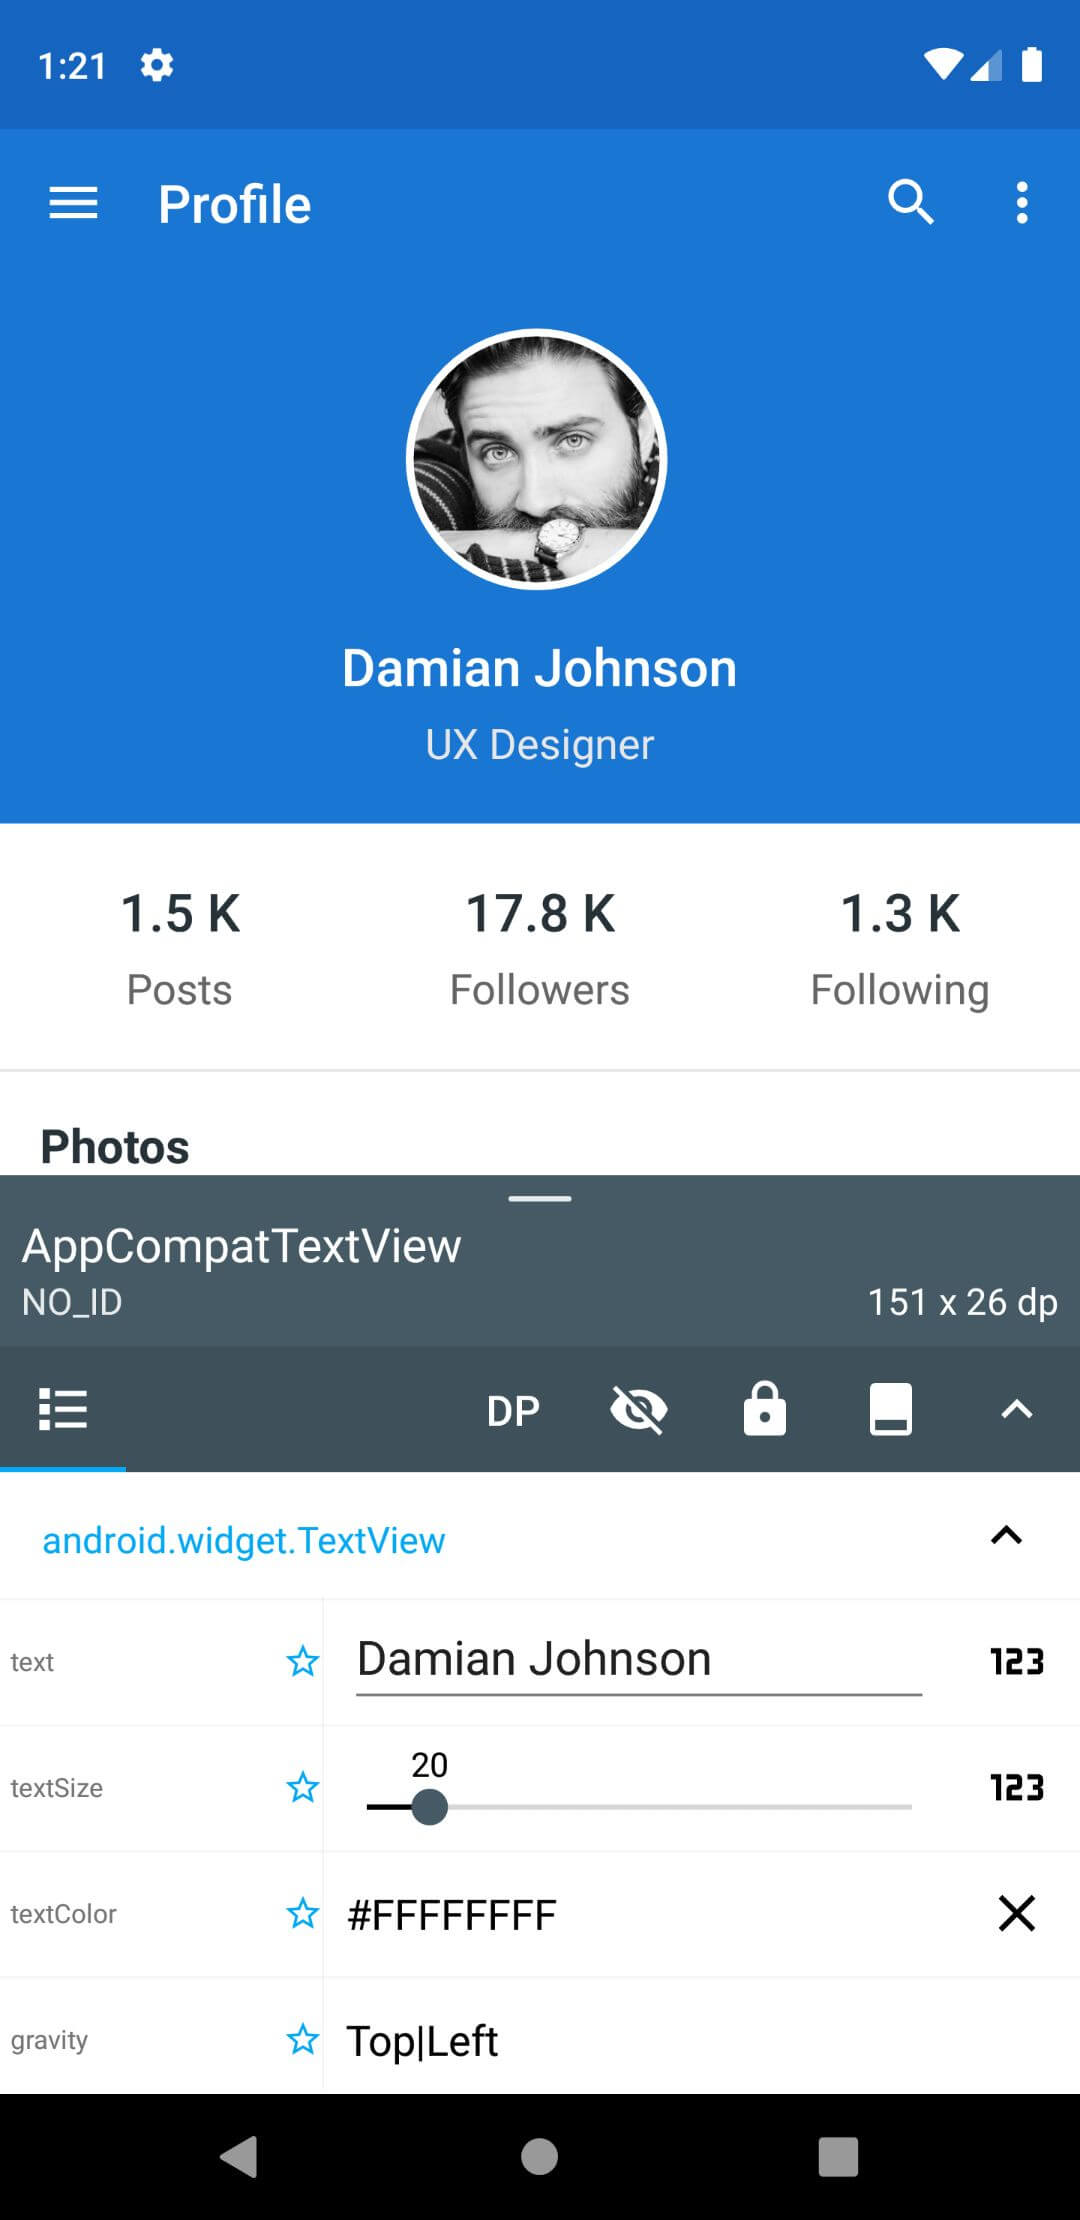 1:21
Profile
Damian Johnson
UX Designer
1.5 K 17.8 K 1.3 K
Posts Followers Following
Photos
AppCompatTextView
NO_ID 151 x 26 dp
DP
android.widget.TextView
text Damian Johnson 123
20
textSize 123
textColor #FFFFFFFF
gravity Top|Left